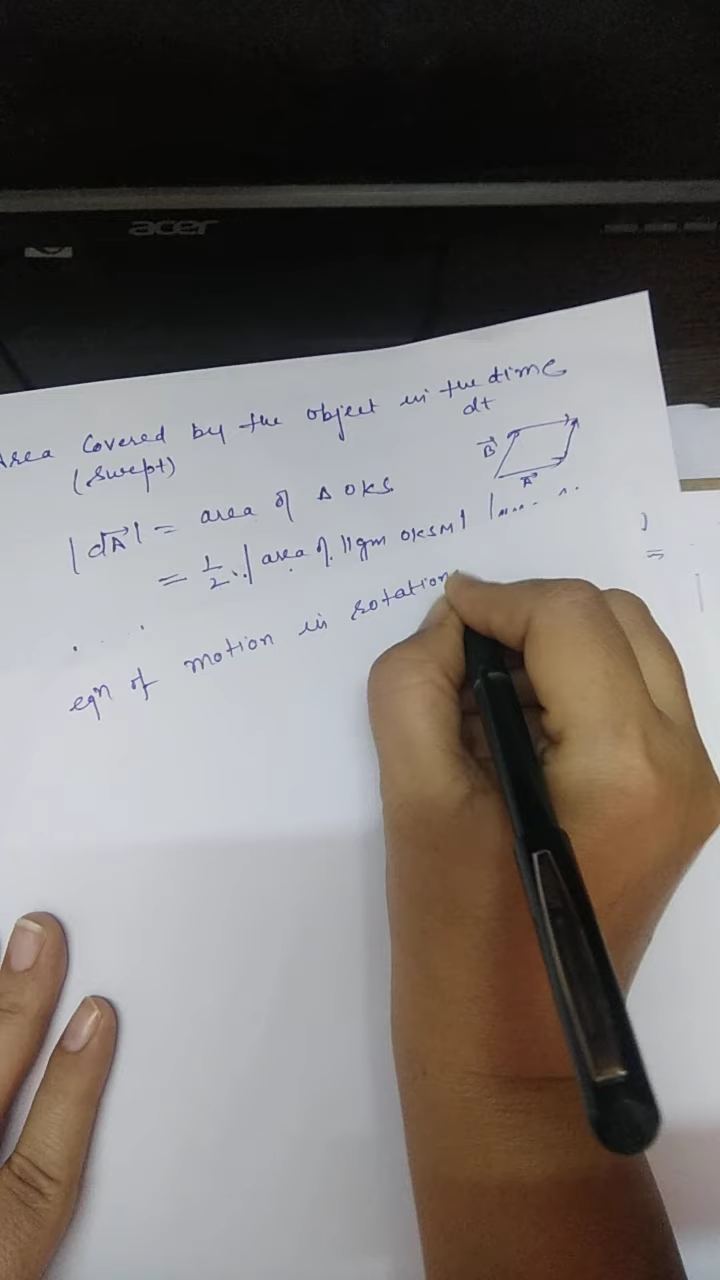 acer
Area Covered by the object in the time
(swept)
dt
B⃗
A⃗
|dA⃗| = area of Δ OKS
= 1/2 |area of ||gm OKSM|
eqn of motion in rotation